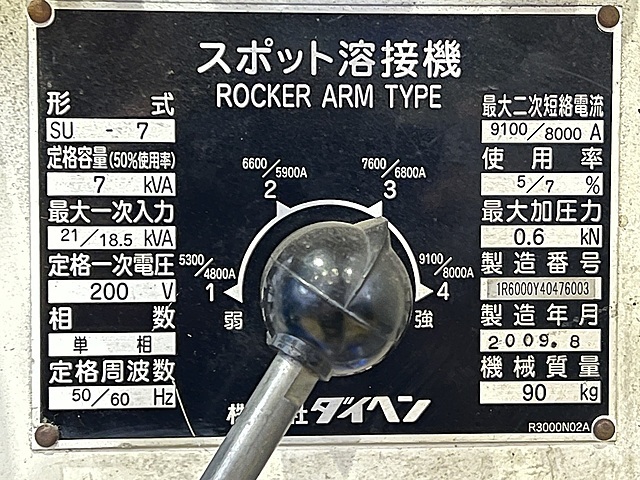 スポット溶接機
ROCKER ARM TYPE
形式
SU - 7
定格容量(50%使用率)
7 kVA
最大一次入力
21/18.5 kVA
定格一次電圧
200 V
相数
単相
定格周波数
50/60 Hz
6600/5900A
2
7600/6800A
3
5300/4800A
1
弱
9100/8000A
4
強
最大二次短絡電流
9100/8000 A
使用率
5/7 %
最大加圧力
0.6 kN
製造番号
1R6000Y40476003
製造年月
2009.8
機械質量
90 kg
社ダイヘン
R3000N02A